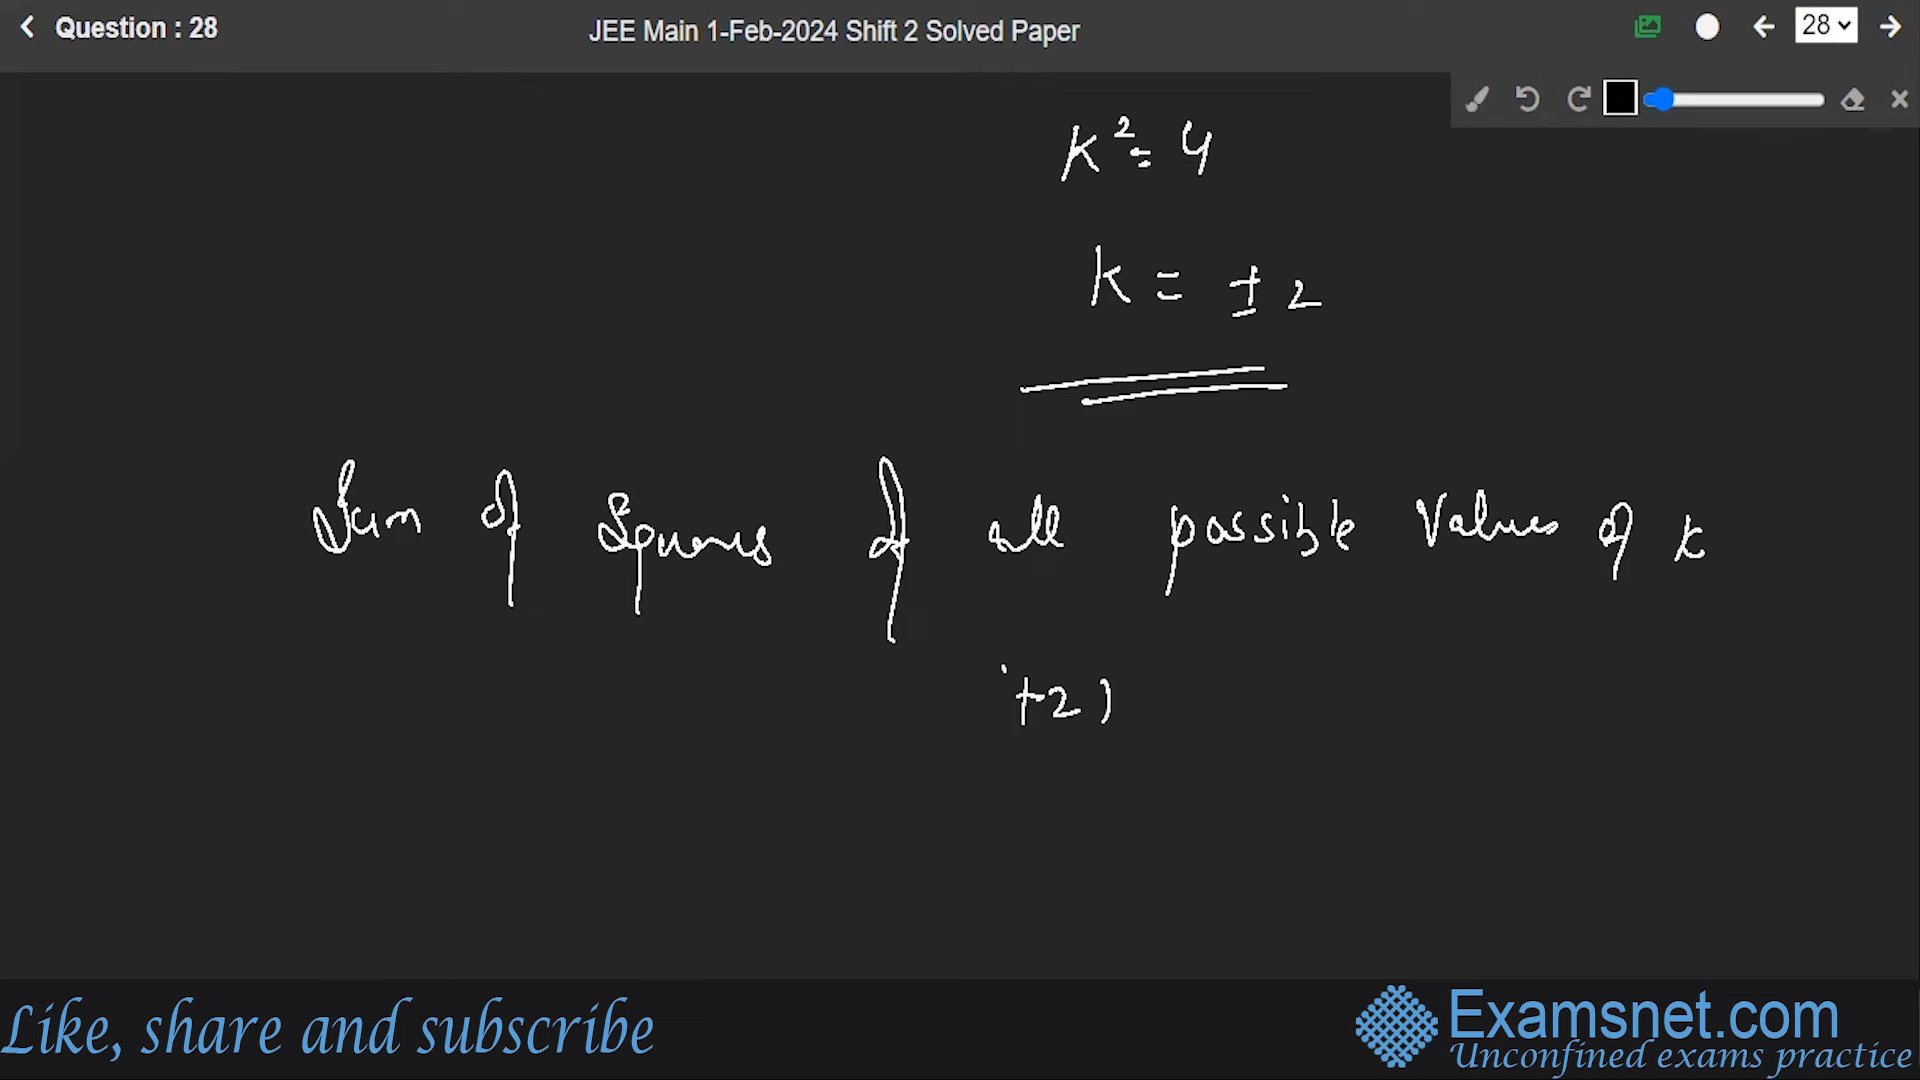 Question : 28
JEE Main 1-Feb-2024 Shift 2 Solved Paper
28
k² = 4
k = ± 2
Sum of Squares of all possible Values of k
+2 )
Like, share and subscribe
Examsnet.com
Unconfined exams practice